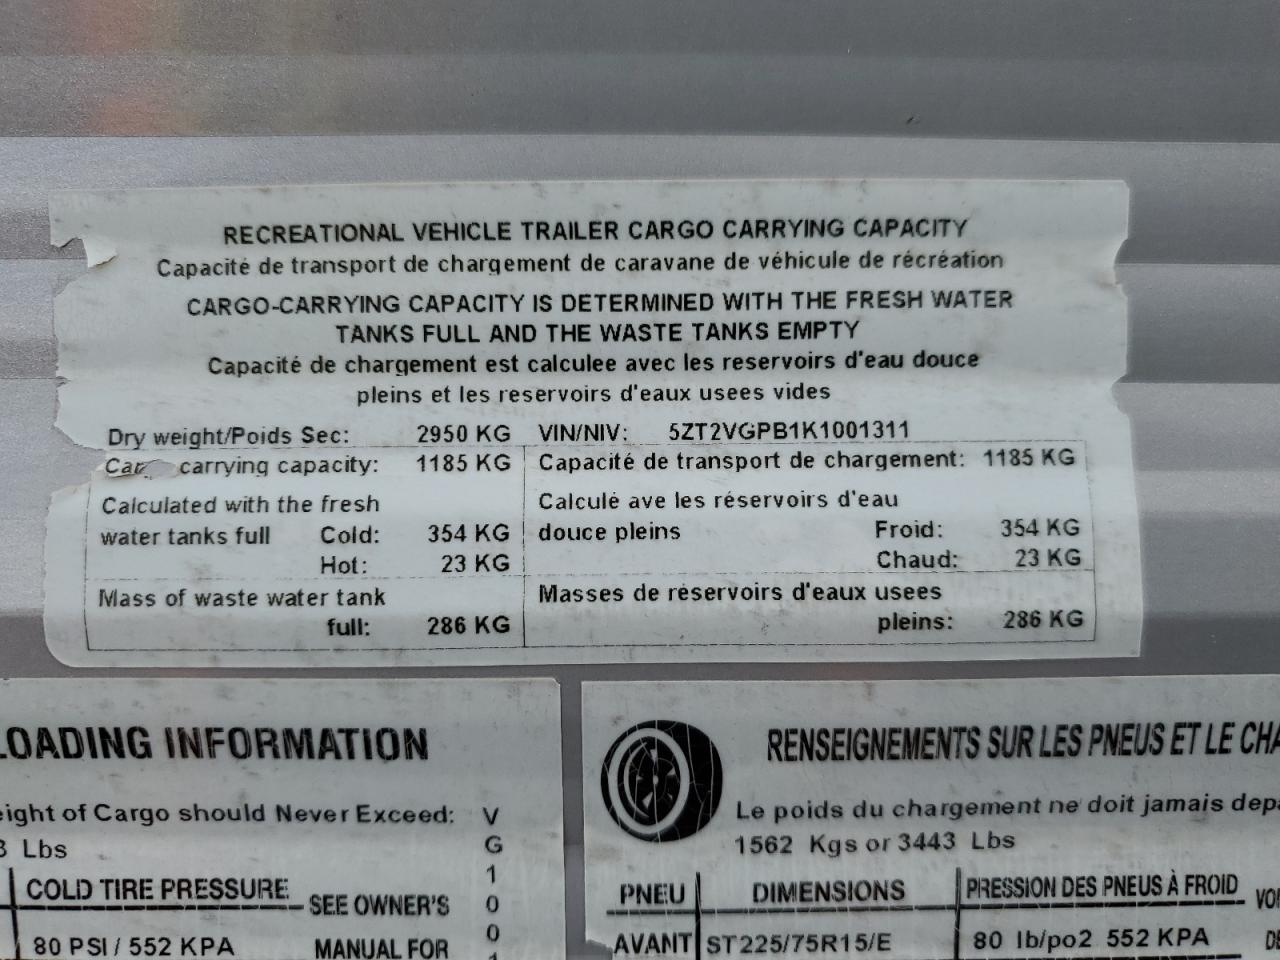 RECREATIONAL VEHICLE TRAILER CARGO CARRYING CAPACITY
Capacité de transport de chargement de caravane de véhicule de récréation
CARGO-CARRYING CAPACITY IS DETERMINED WITH THE FRESH WATER
TANKS FULL AND THE WASTE TANKS EMPTY
Capacité de chargement est calculee avec les reservoirs d'eau douce
pleins et les reservoirs d'eaux usees vides
Dry weight/Poids Sec: 2950 KG VIN/NIV: 5ZT2VGPB1K1001311
Car carrying capacity: 1185 KG
Calculated with the fresh
water tanks full Cold: 354 KG
Hot: 23 KG
Mass of waste water tank
full: 286 KG
Capacité de transport de chargement: 1185 KG
Calculé ave les réservoirs d'eau
douce pleins Froid: 354 KG
Chaud: 23 KG
Masses de réservoirs d'eaux usees
pleins: 286 KG
LOADING INFORMATION
eight of Cargo should Never Exceed:
3 Lbs
COLD TIRE PRESSURE
80 PSI / 552 KPA
SEE OWNER'S
MANUAL FOR
V
G
1
0
0
1
RENSEIGNEMENTS SUR LES PNEUS ET LE CHA
Le poids du chargement ne doit jamais dépa
1562 Kgs or 3443 Lbs
PNEU DIMENSIONS PRESSION DES PNEUS À FROID
AVANT ST225/75R15/E 80 lb/po2 552 KPA